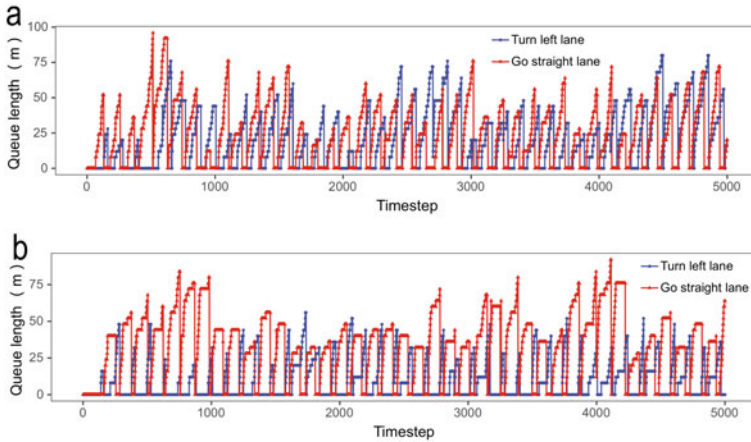 a
100
75
50
25
0
Queue length ( m )
Turn left lane
Go straight lane
0 1000 2000 3000 4000 5000
Timestep
b
75
50
25
0
Queue length ( m )
Turn left lane
Go straight lane
0 1000 2000 3000 4000 5000
Timestep